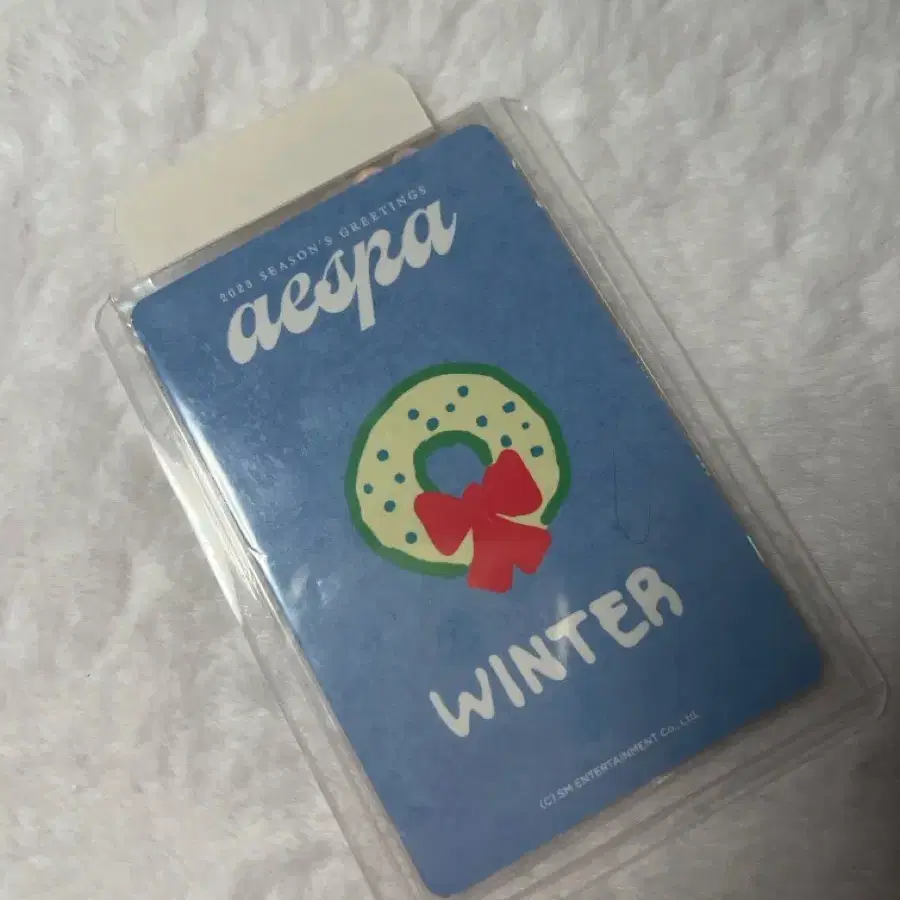 2023 SEASON'S GREETINGS
aespa
WINTER
(C) SM ENTERTAINMENT Co., Ltd.